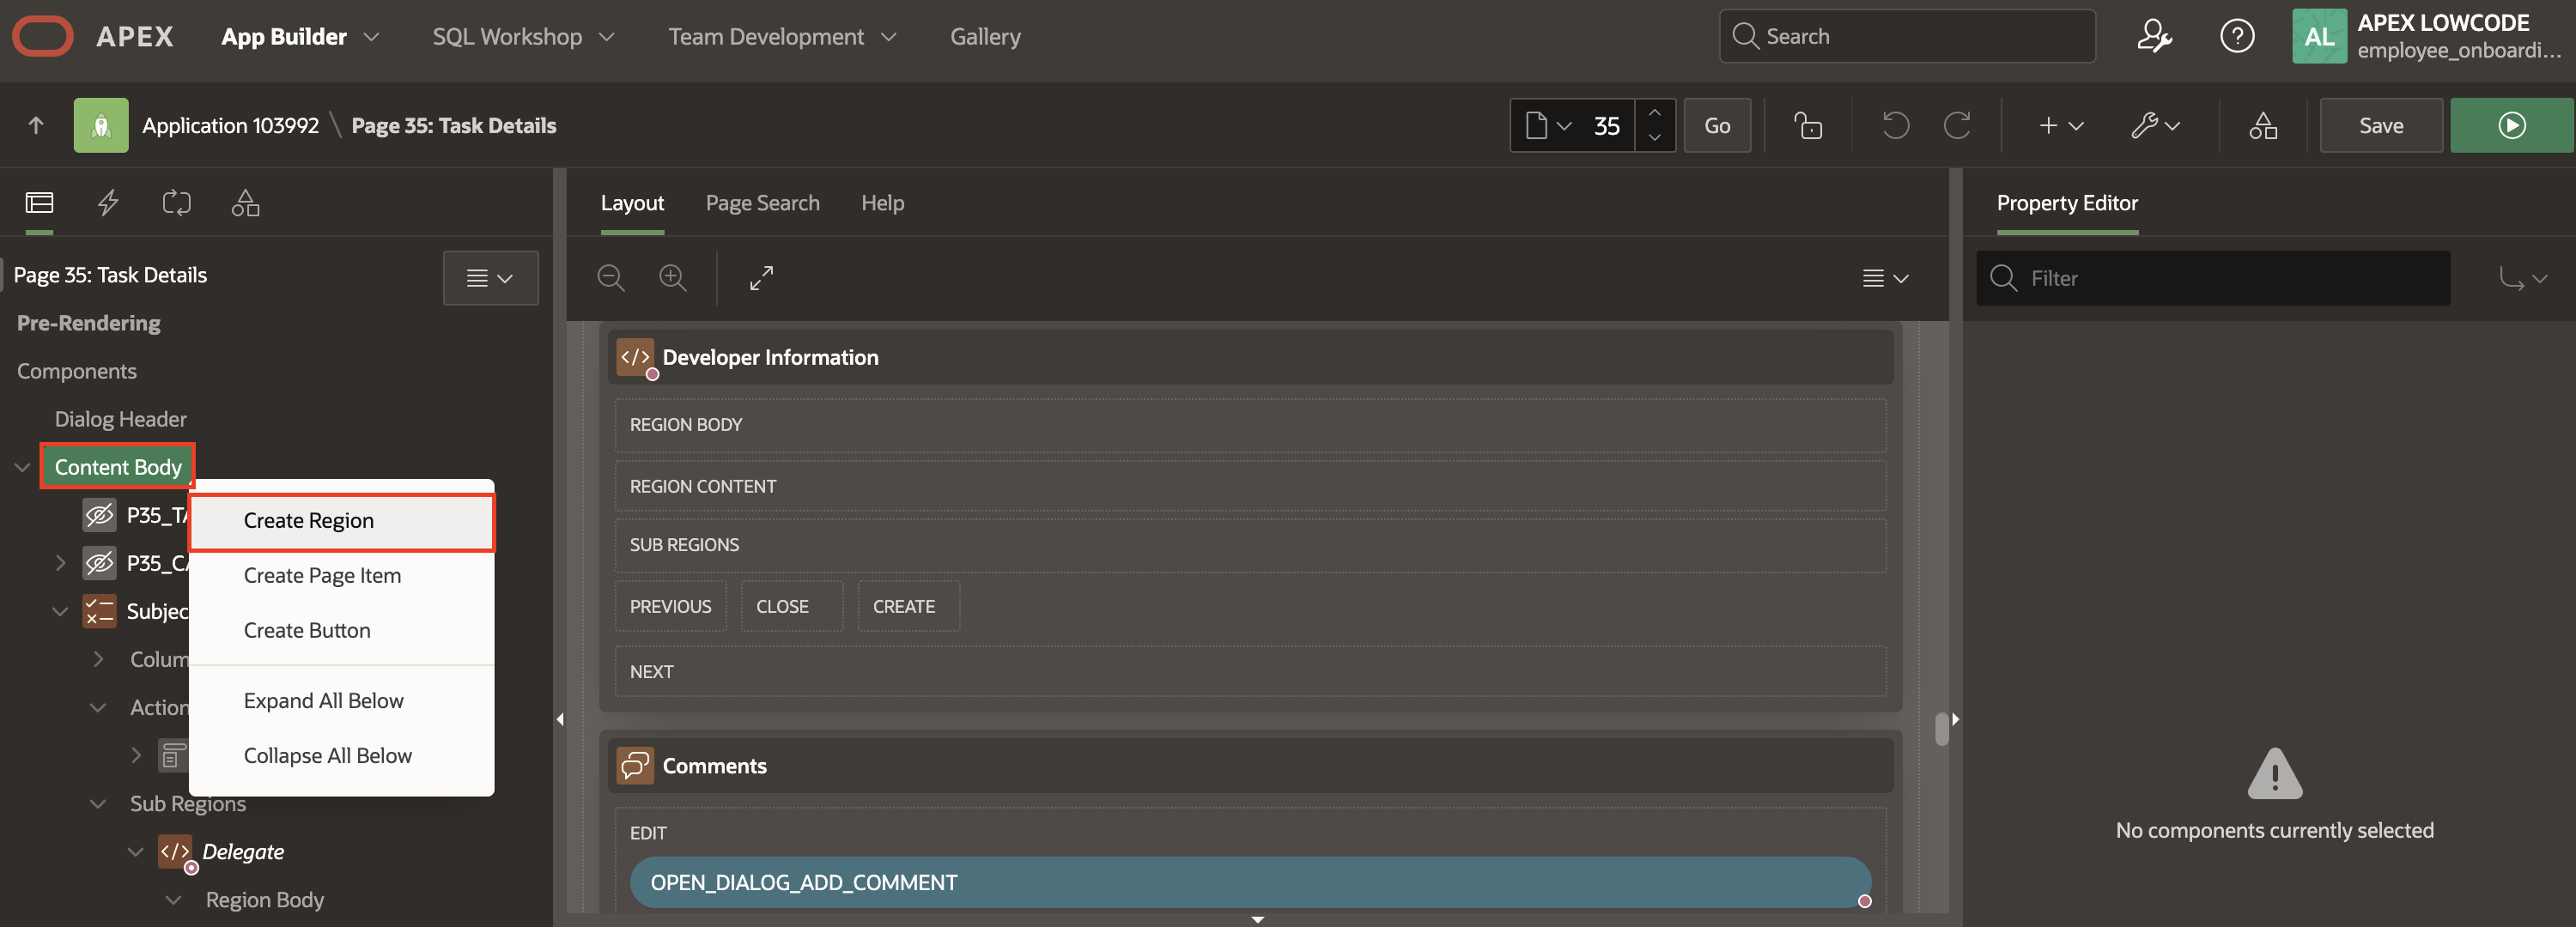 APEX App Builder SQL Workshop Team Development Gallery Search ? AL APEX LOWCODE
employee_onboardi...
Application 103992 \ Page 35: Task Details 35 Go Save
Layout Page Search Help Property Editor
Page 35: Task Details
Filter
Pre-Rendering
Components
Dialog Header
Content Body
P35_TA
P35_CA
Subjec
Colum
Action
Sub Regions
Delegate
Region Body
Create Region
Create Page Item
Create Button
Expand All Below
Collapse All Below
Developer Information
REGION BODY
REGION CONTENT
SUB REGIONS
PREVIOUS CLOSE CREATE
NEXT
Comments
EDIT
OPEN_DIALOG_ADD_COMMENT
No components currently selected